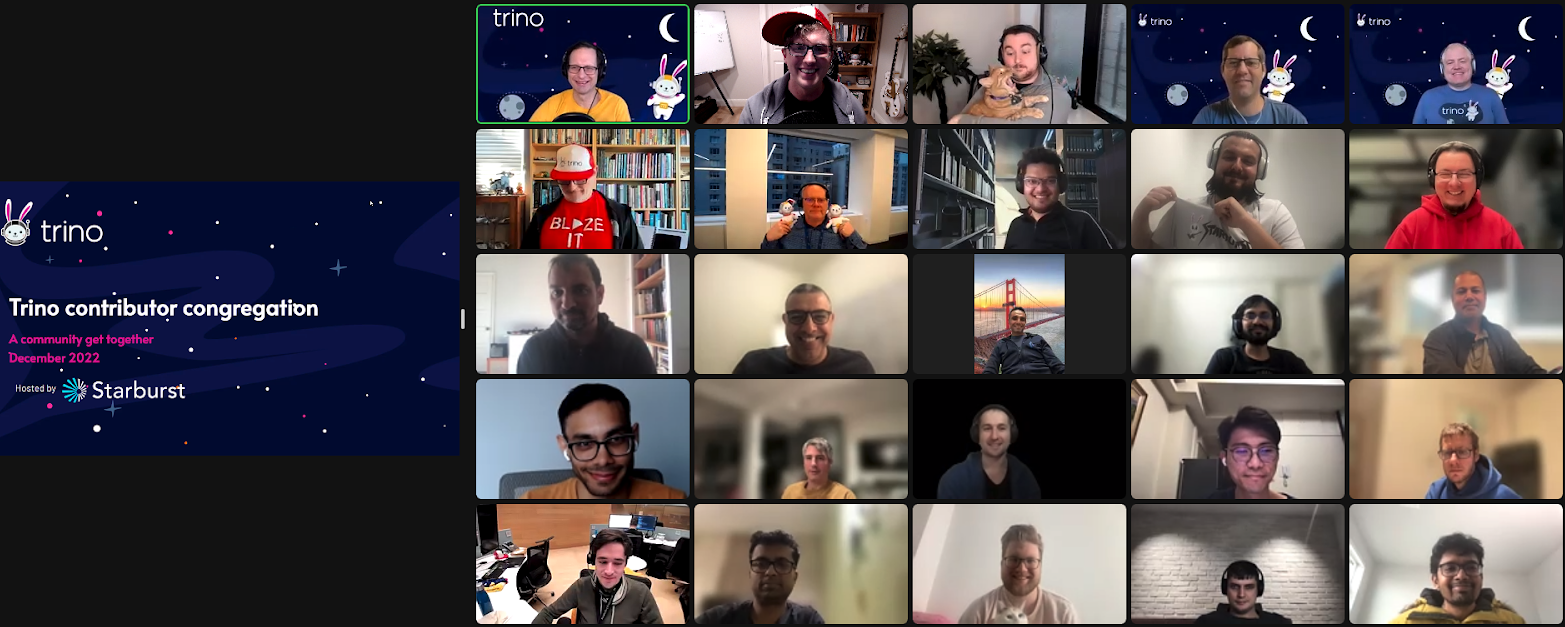 trino
Trino contributor congregation
A community get together
December 2022
Hosted by Starburst
trino
trino
trino
trino
trino
BLAZE
IT